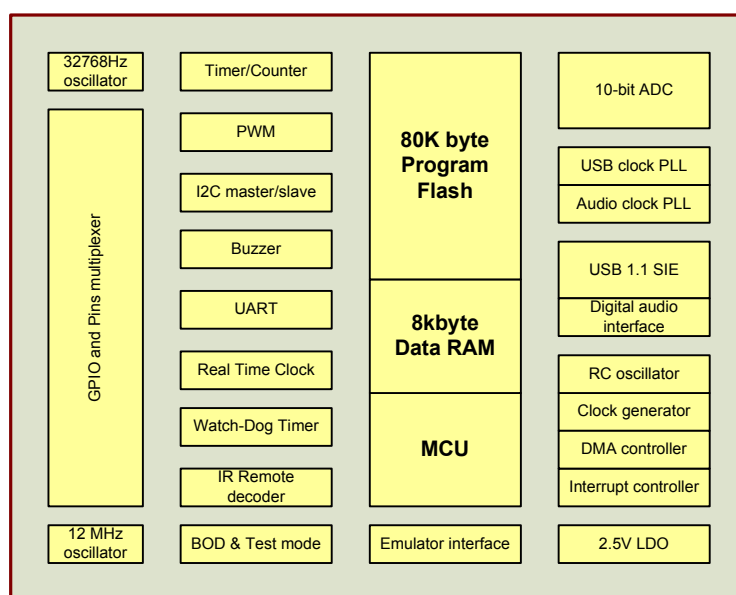 32768Hz
oscillator
GPIO and Pins multiplexer
12 MHz
oscillator
Timer/Counter
PWM
I2C master/slave
Buzzer
UART
Real Time Clock
Watch-Dog Timer
IR Remote
decoder
BOD & Test mode
80K byte
Program
Flash
8kbyte
Data RAM
MCU
Emulator interface
10-bit ADC
USB clock PLL
Audio clock PLL
USB 1.1 SIE
Digital audio
interface
RC oscillator
Clock generator
DMA controller
Interrupt controller
2.5V LDO